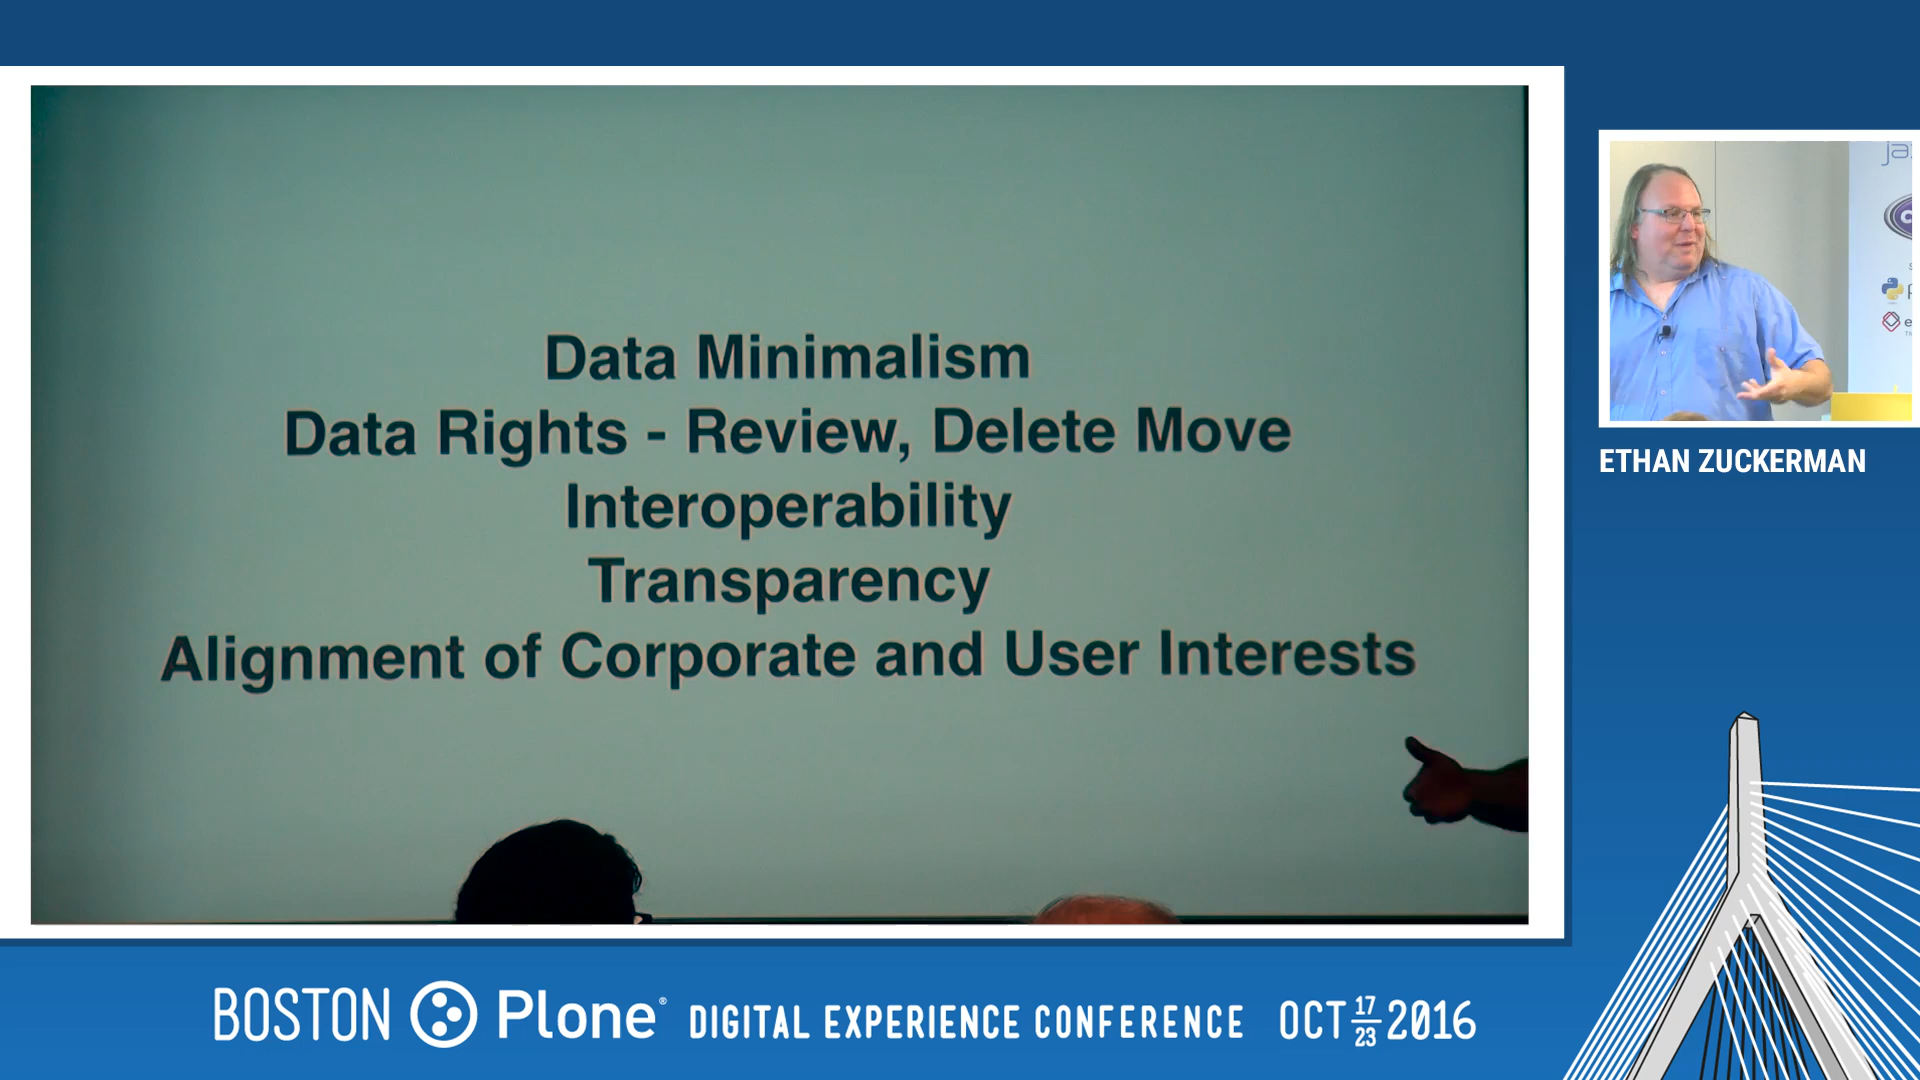 Data Minimalism
Data Rights - Review, Delete Move
Interoperability
Transparency
Alignment of Corporate and User Interests
ja
ETHAN ZUCKERMAN
BOSTON Plone® DIGITAL EXPERIENCE CONFERENCE OCT 17 23 2016